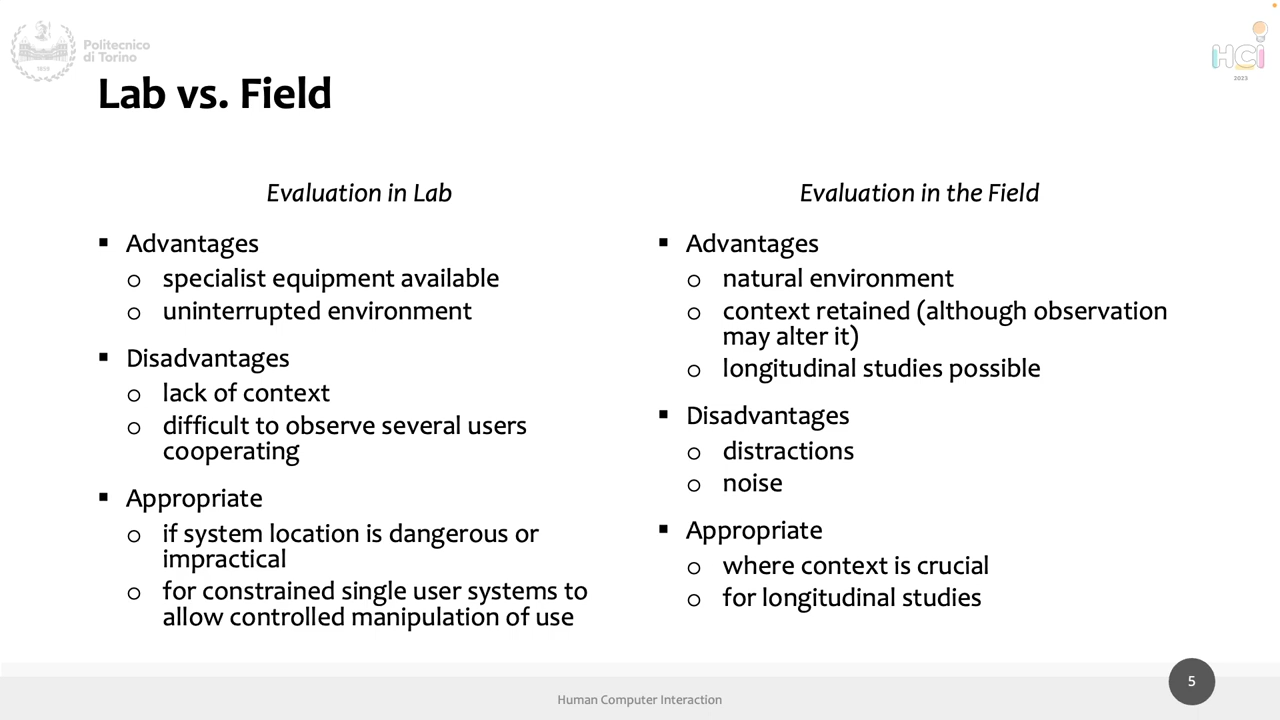 Politecnico
di Torino
1859
HCI
2023
Lab vs. Field
Evaluation in Lab
▪ Advantages
o specialist equipment available
o uninterrupted environment
▪ Disadvantages
o lack of context
o difficult to observe several users
cooperating
▪ Appropriate
o if system location is dangerous or
impractical
o for constrained single user systems to
allow controlled manipulation of use
Evaluation in the Field
▪ Advantages
o natural environment
o context retained (although observation
may alter it)
o longitudinal studies possible
▪ Disadvantages
o distractions
o noise
▪ Appropriate
o where context is crucial
o for longitudinal studies
Human Computer Interaction
5